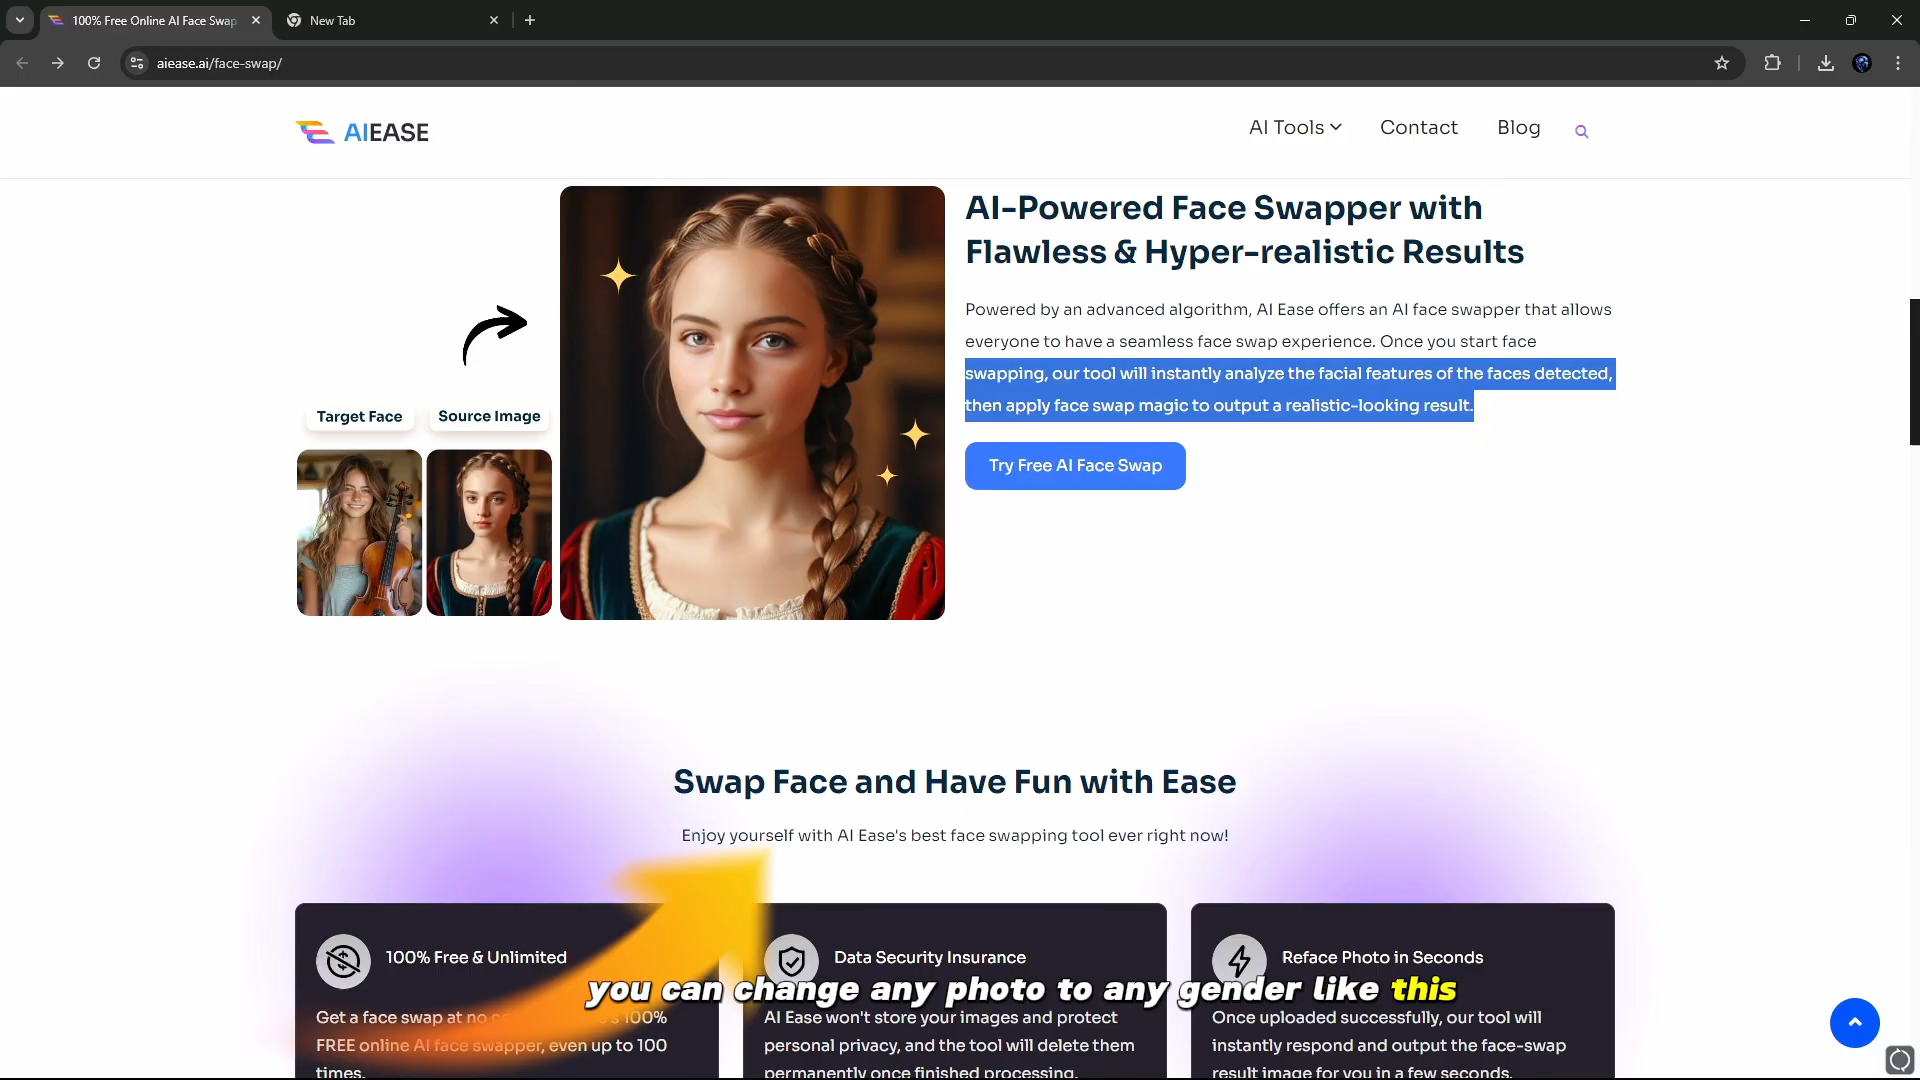 100% Free Online AI Face Swap
New Tab
aiease.ai/face-swap/
AIEASE
AI Tools
Contact
Blog
AI-Powered Face Swapper with
Flawless & Hyper-realistic Results
Powered by an advanced algorithm, AI Ease offers an AI face swapper that allows
everyone to have a seamless face swap experience. Once you start face
swapping, our tool will instantly analyze the facial features of the faces detected,
then apply face swap magic to output a realistic-looking result.
Try Free AI Face Swap
Target Face
Source Image
Swap Face and Have Fun with Ease
Enjoy yourself with AI Ease's best face swapping tool ever right now!
100% Free & Unlimited
Get a face swap at no 100%
FREE online AI face swapper, even up to 100
times.
Data Security Insurance
AI Ease won't store your images and protect
personal privacy, and the tool will delete them
permanently once finished processing.
Reface Photo in Seconds
Once uploaded successfully, our tool will
instantly respond and output the face-swap
result image for you in a few seconds.
you can change any photo to any gender like this